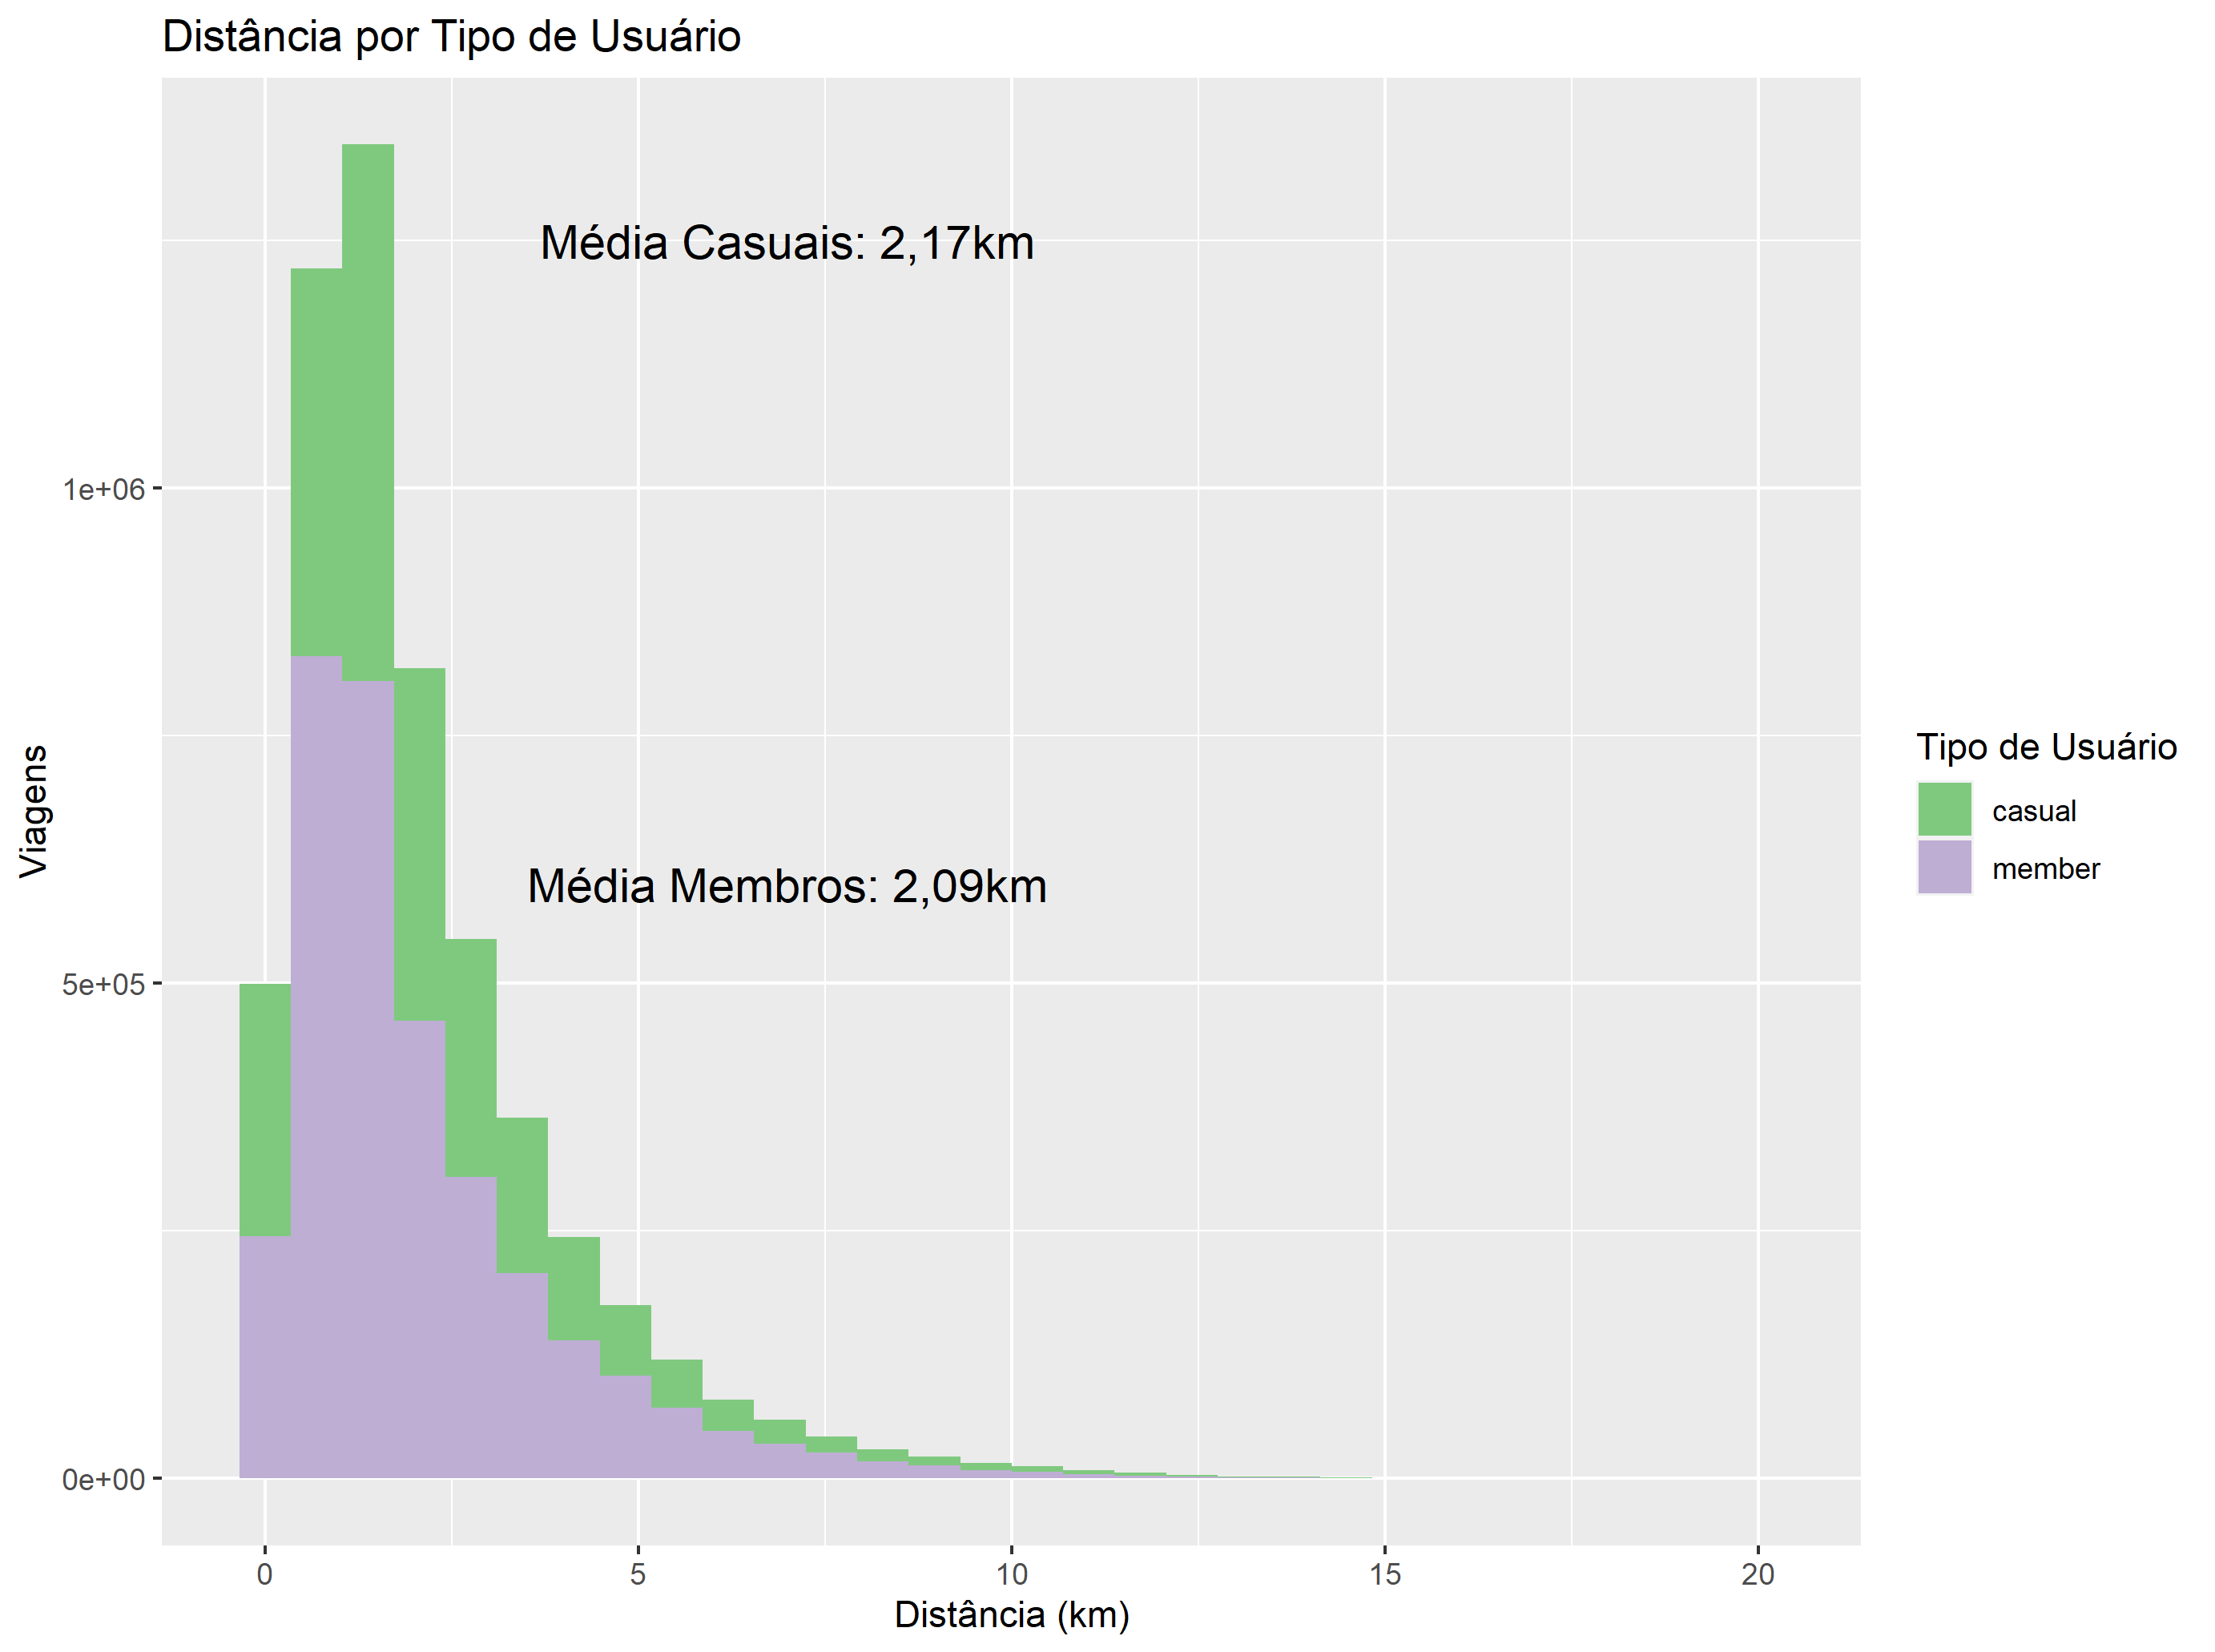 Distância por Tipo de Usuário
Média Casuais: 2,17km
Média Membros: 2,09km
Viagens
1e+06
5e+05
0e+00
0
5
10
15
20
Distância (km)
Tipo de Usuário
casual
member